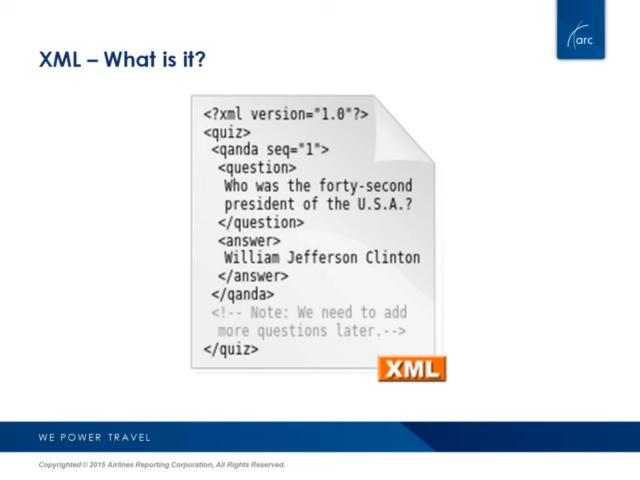 XML – What is it?
arc
<?xml version="1.0"?>
<quiz>
<qanda seq="1">
<question>
Who was the forty-second
president of the U.S.A.?
</question>
<answer>
William Jefferson Clinton
</answer>
</qanda>
<!-- Note: We need to add
more questions later.-->
</quiz>
XML
WE POWER TRAVEL
Copyrighted © 2015 Airlines Reporting Corporation, All Rights Reserved.